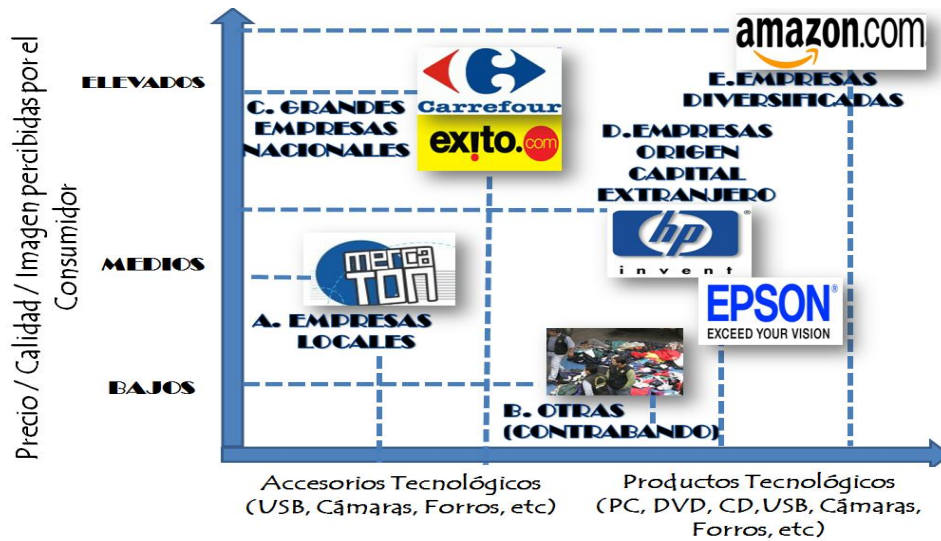 Precio / Calidad / Imagen percibidas por el
Consumidor
ELEVADOS
MEDIOS
BAJOS
amazon.com
E. EMPRESAS
DIVERSIFICADAS
Carrefour
exito.com
C. GRANDES
EMPRESAS
NACIONALES
D. EMPRESAS
ORIGEN
CAPITAL
EXTRANJERO
hp
®
invent
merca
TON
A. EMPRESAS
LOCALES
EPSON®
EXCEED YOUR VISION
B. OTRAS
(CONTRABANDO)
Accesorios Tecnológicos
(USB, Cámaras, Forros, etc)
Productos Tecnológicos
(PC, DVD, CD,USB, Cámaras,
Forros, etc)